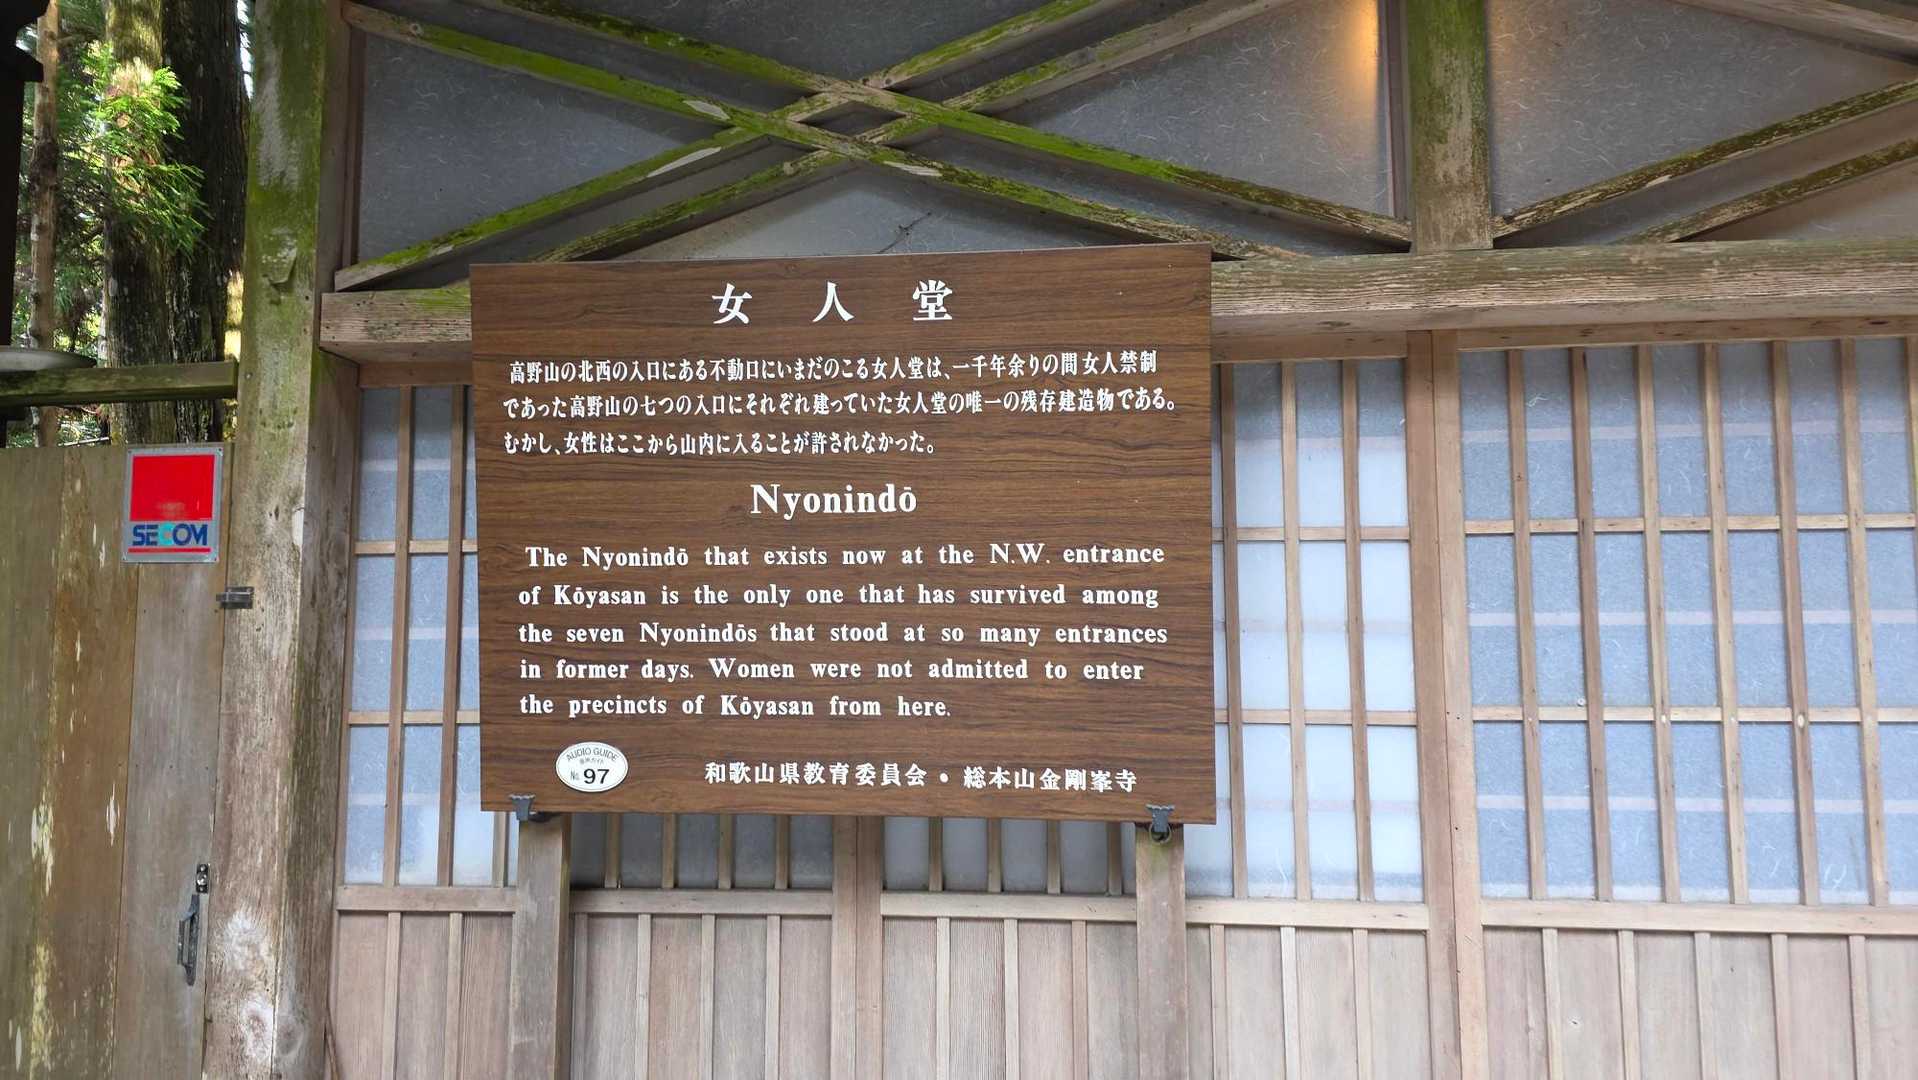 女人堂
高野山の北西の入口にある不動口にいまだのこる女人堂は、一千年余りの間女人禁制
であった高野山の七つの入口にそれぞれ建っていた女人堂の唯一の残存建造物である。
むかし、女性はここから山内に入ることが許されなかった。
Nyonindō
The Nyonindō that exists now at the N.W. entrance
of Kōyasan is the only one that has survived among
the seven Nyonindōs that stood at so many entrances
in former days. Women were not admitted to enter
the precincts of Kōyasan from here.
AUDIO GUIDE
音声ガイド
No. 97
和歌山県教育委員会・総本山金剛峯寺
SECOM